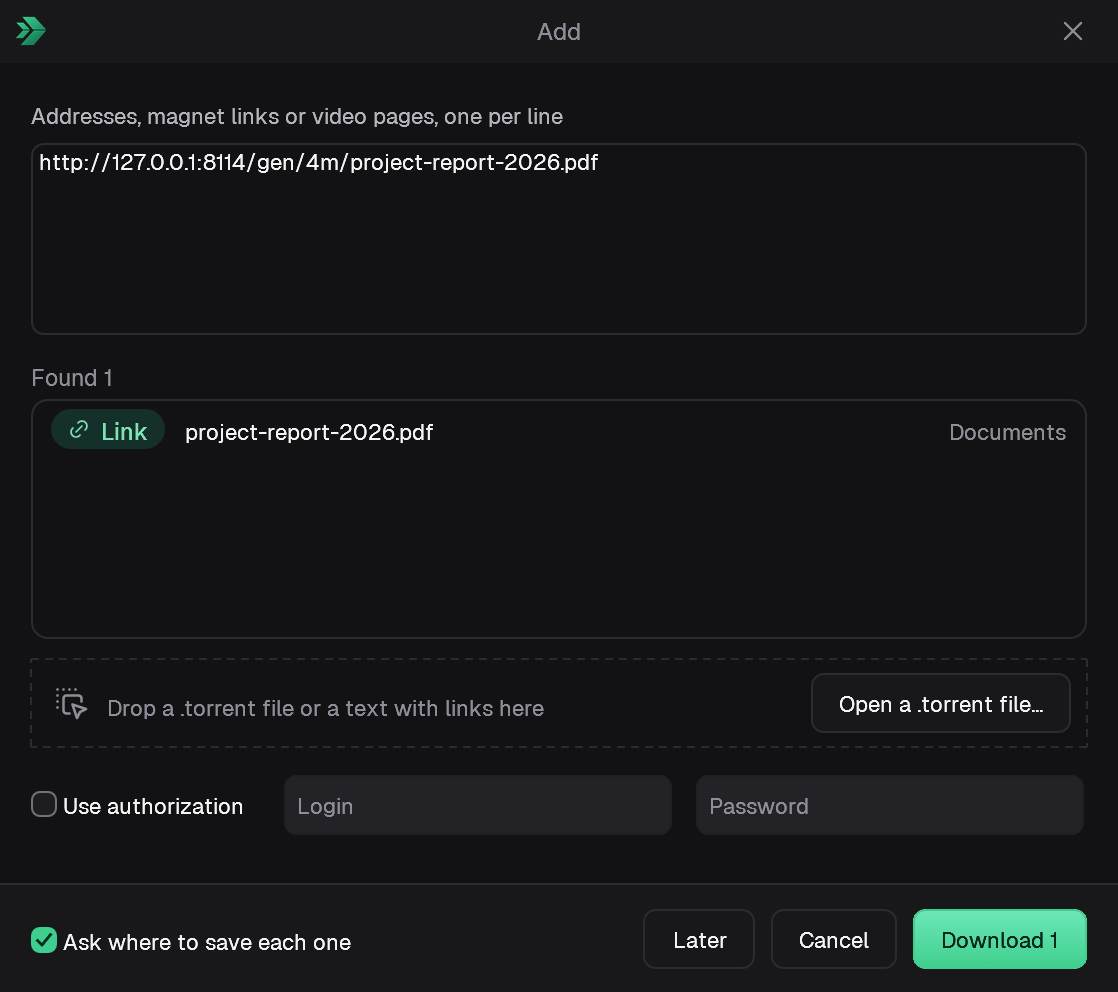 Add
Addresses, magnet links or video pages, one per line
http://127.0.0.1:8114/gen/4m/project-report-2026.pdf
Found 1
Link project-report-2026.pdf Documents
Drop a .torrent file or a text with links here Open a .torrent file...
Use authorization Login Password
Ask where to save each one Later Cancel Download 1